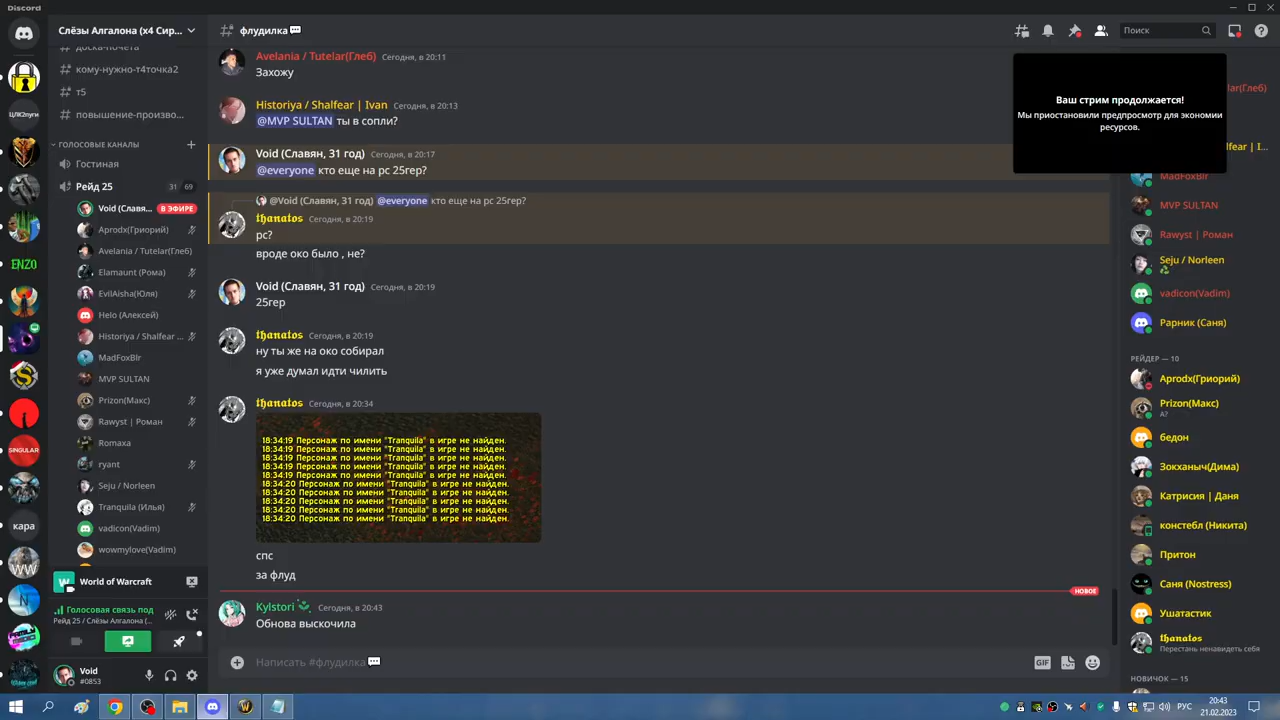 Discord
Слёзы Алгалона (x4 Сир...
доска-почёта
кому-нужно-т4точка2
т5
повышение-произво...
ГОЛОСОВЫЕ КАНАЛЫ
Гостиная
Рейд 25
31 69
Void (Славя...
В ЭФИРЕ
Aprodx(Гриорий)
Avelania / Tutelar(Глеб)
Elamaunt (Рома)
EvilAisha(Юля)
Helo (Алексей)
Historiya / Shalfear ...
MadFoxBlr
MVP SULTAN
Prizon(Макс)
Rawyst | Роман
Romaxa
ryant
Seju / Norleen
Tranquila (Илья)
vadicon(Vadim)
wowmylove(Vadim)
World of Warcraft
Голосовая связь под
Рейд 25 / Слёзы Алгалона (...
Void
#0853
ЦЛК2пуги
ENZO
SINGULAR
кара
флудилка💬
Поиск
Avelania / Tutelar(Глеб) Сегодня, в 20:11
Захожу
Historiya / Shalfear | Ivan Сегодня, в 20:13
@MVP SULTAN ты в сопли?
Void (Славян, 31 год) Сегодня, в 20:17
@everyone кто еще на рс 25гер?
@Void (Славян, 31 год) @everyone кто еще на рс 25гер?
𝖙𝖍𝖆𝖓𝖆𝖙𝖔𝖘 Сегодня, в 20:19
рс?
вроде око было , не?
Void (Славян, 31 год) Сегодня, в 20:19
25гер
𝖙𝖍𝖆𝖓𝖆𝖙𝖔𝖘 Сегодня, в 20:19
ну ты же на око собирал
я уже думал идти чилить
𝖙𝖍𝖆𝖓𝖆𝖙𝖔𝖘 Сегодня, в 20:34
18:34:19 Персонаж по имени "Tranquila" в игре не найден.
18:34:19 Персонаж по имени "Tranquila" в игре не найден.
18:34:19 Персонаж по имени "Tranquila" в игре не найден.
18:34:19 Персонаж по имени "Tranquila" в игре не найден.
18:34:19 Персонаж по имени "Tranquila" в игре не найден.
18:34:20 Персонаж по имени "Tranquila" в игре не найден.
18:34:20 Персонаж по имени "Tranquila" в игре не найден.
18:34:20 Персонаж по имени "Tranquila" в игре не найден.
18:34:20 Персонаж по имени "Tranquila" в игре не найден.
18:34:20 Персонаж по имени "Tranquila" в игре не найден.
спс
за флуд
НОВОЕ
Kylstori Сегодня, в 20:43
Обнова выскочила
Написать #флудилка💬
GIF
Ваш стрим продолжается!
Мы приостановили предпросмотр для экономии
ресурсов.
lar(Глеб)
fear | I...
MadFoxBlr
MVP SULTAN
Rawyst | Роман
Seju / Norleen
vadicon(Vadim)
Рарник (Саня)
РЕЙДЕР — 10
Aprodx(Гриорий)
Prizon(Макс)
А?
бедон
Зокханыч(Дима)
Катрисия | Даня
констебл (Никита)
Притон
Саня (Nostress)
Ушатастик
𝖙𝖍𝖆𝖓𝖆𝖙𝖔𝖘
Перестань ненавидеть себя
НОВИЧОК — 15
РУС
20:43
21.02.2023